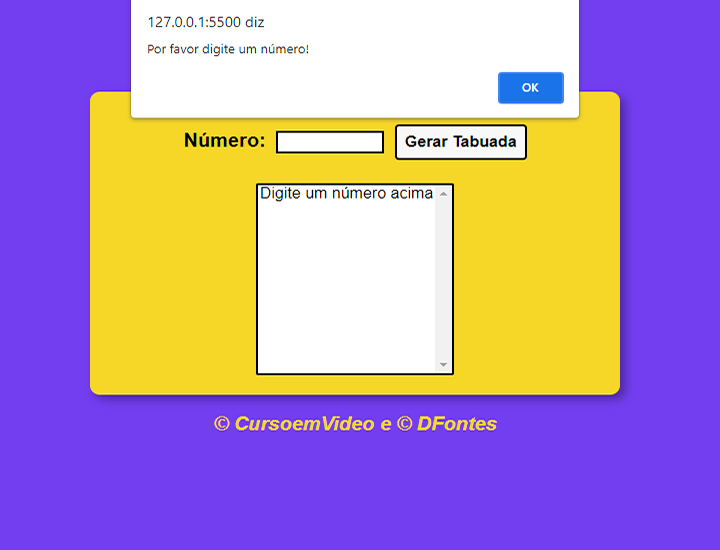 127.0.0.1:5500 diz
Por favor digite um número!
OK
Número: Gerar Tabuada
Digite um número acima
© CursoemVideo e © DFontes